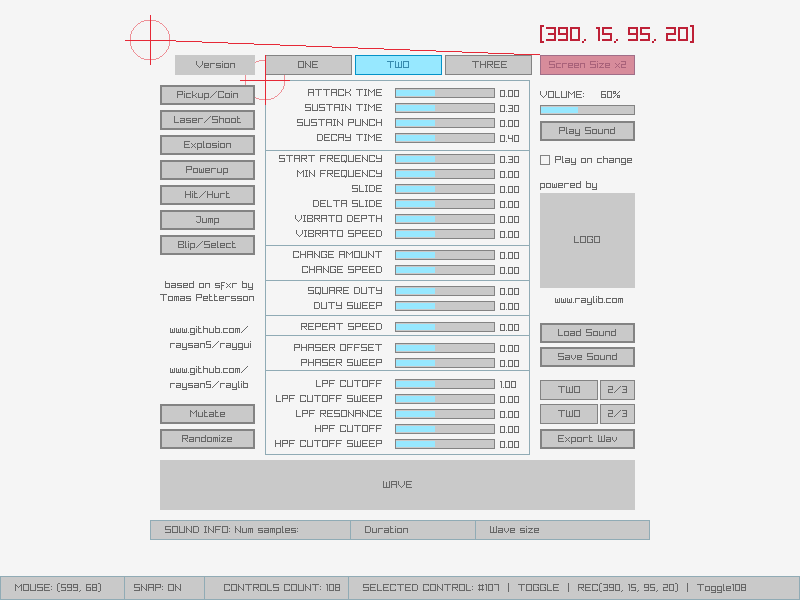 [390, 15, 95, 20]
Version
ONE
TWO
THREE
Screen Size x2
Pickup/Coin
Laser/Shoot
Explosion
Powerup
Hit/Hurt
Jump
Blip/Select
based on sfxr by
Tomas Pettersson
www.github.com/
raysan5/raygui
www.github.com/
raysan5/raylib
Mutate
Randomize
ATTACK TIME 0.00
SUSTAIN TIME 0.30
SUSTAIN PUNCH 0.00
DECAY TIME 0.40
START FREQUENCY 0.30
MIN FREQUENCY 0.00
SLIDE 0.00
DELTA SLIDE 0.00
VIBRATO DEPTH 0.00
VIBRATO SPEED 0.00
CHANGE AMOUNT 0.00
CHANGE SPEED 0.00
SQUARE DUTY 0.00
DUTY SWEEP 0.00
REPEAT SPEED 0.00
PHASER OFFSET 0.00
PHASER SWEEP 0.00
LPF CUTOFF 1.00
LPF CUTOFF SWEEP 0.00
LPF RESONANCE 0.00
HPF CUTOFF 0.00
HPF CUTOFF SWEEP 0.00
VOLUME: 60%
Play Sound
Play on change
powered by
LOGO
www.raylib.com
Load Sound
Save Sound
TWO 2/3
TWO 2/3
Export Wav
WAVE
SOUND INFO: Num samples: Duration Wave size
MOUSE: (599, 68) SNAP: ON CONTROLS COUNT: 108 SELECTED CONTROL: #107 | TOGGLE | REC(390, 15, 95, 20) | Toggle108